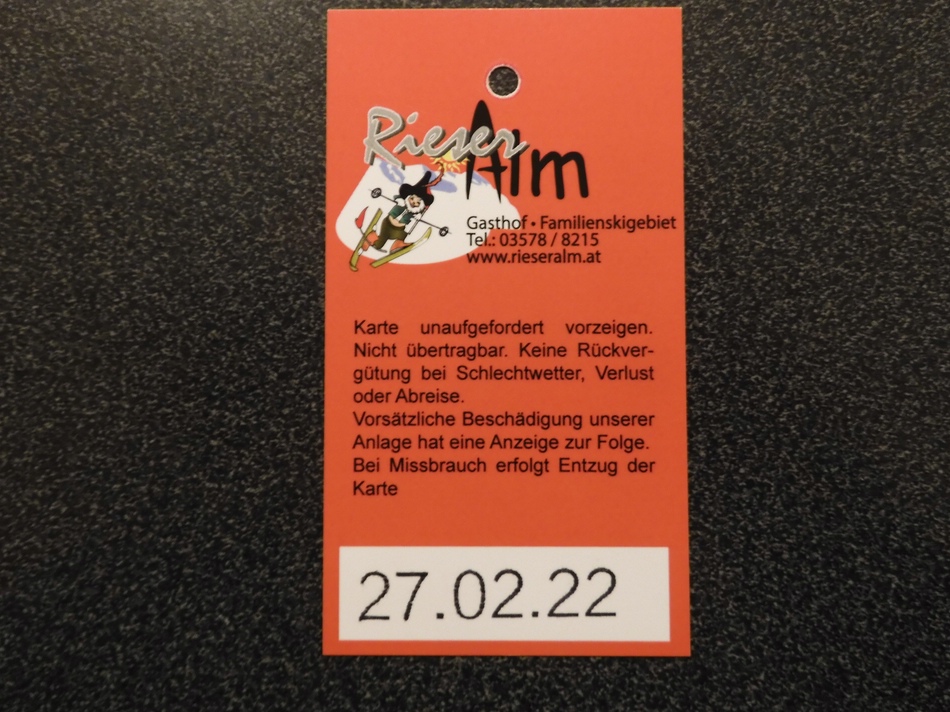 Rieser Alm
Gasthof • Familienskigebiet
Tel.: 03578 / 8215
www.rieseralm.at
Karte unaufgefordert vorzeigen.
Nicht übertragbar. Keine Rückver-
gütung bei Schlechtwetter, Verlust
oder Abreise.
Vorsätzliche Beschädigung unserer
Anlage hat eine Anzeige zur Folge.
Bei Missbrauch erfolgt Entzug der
Karte
27.02.22